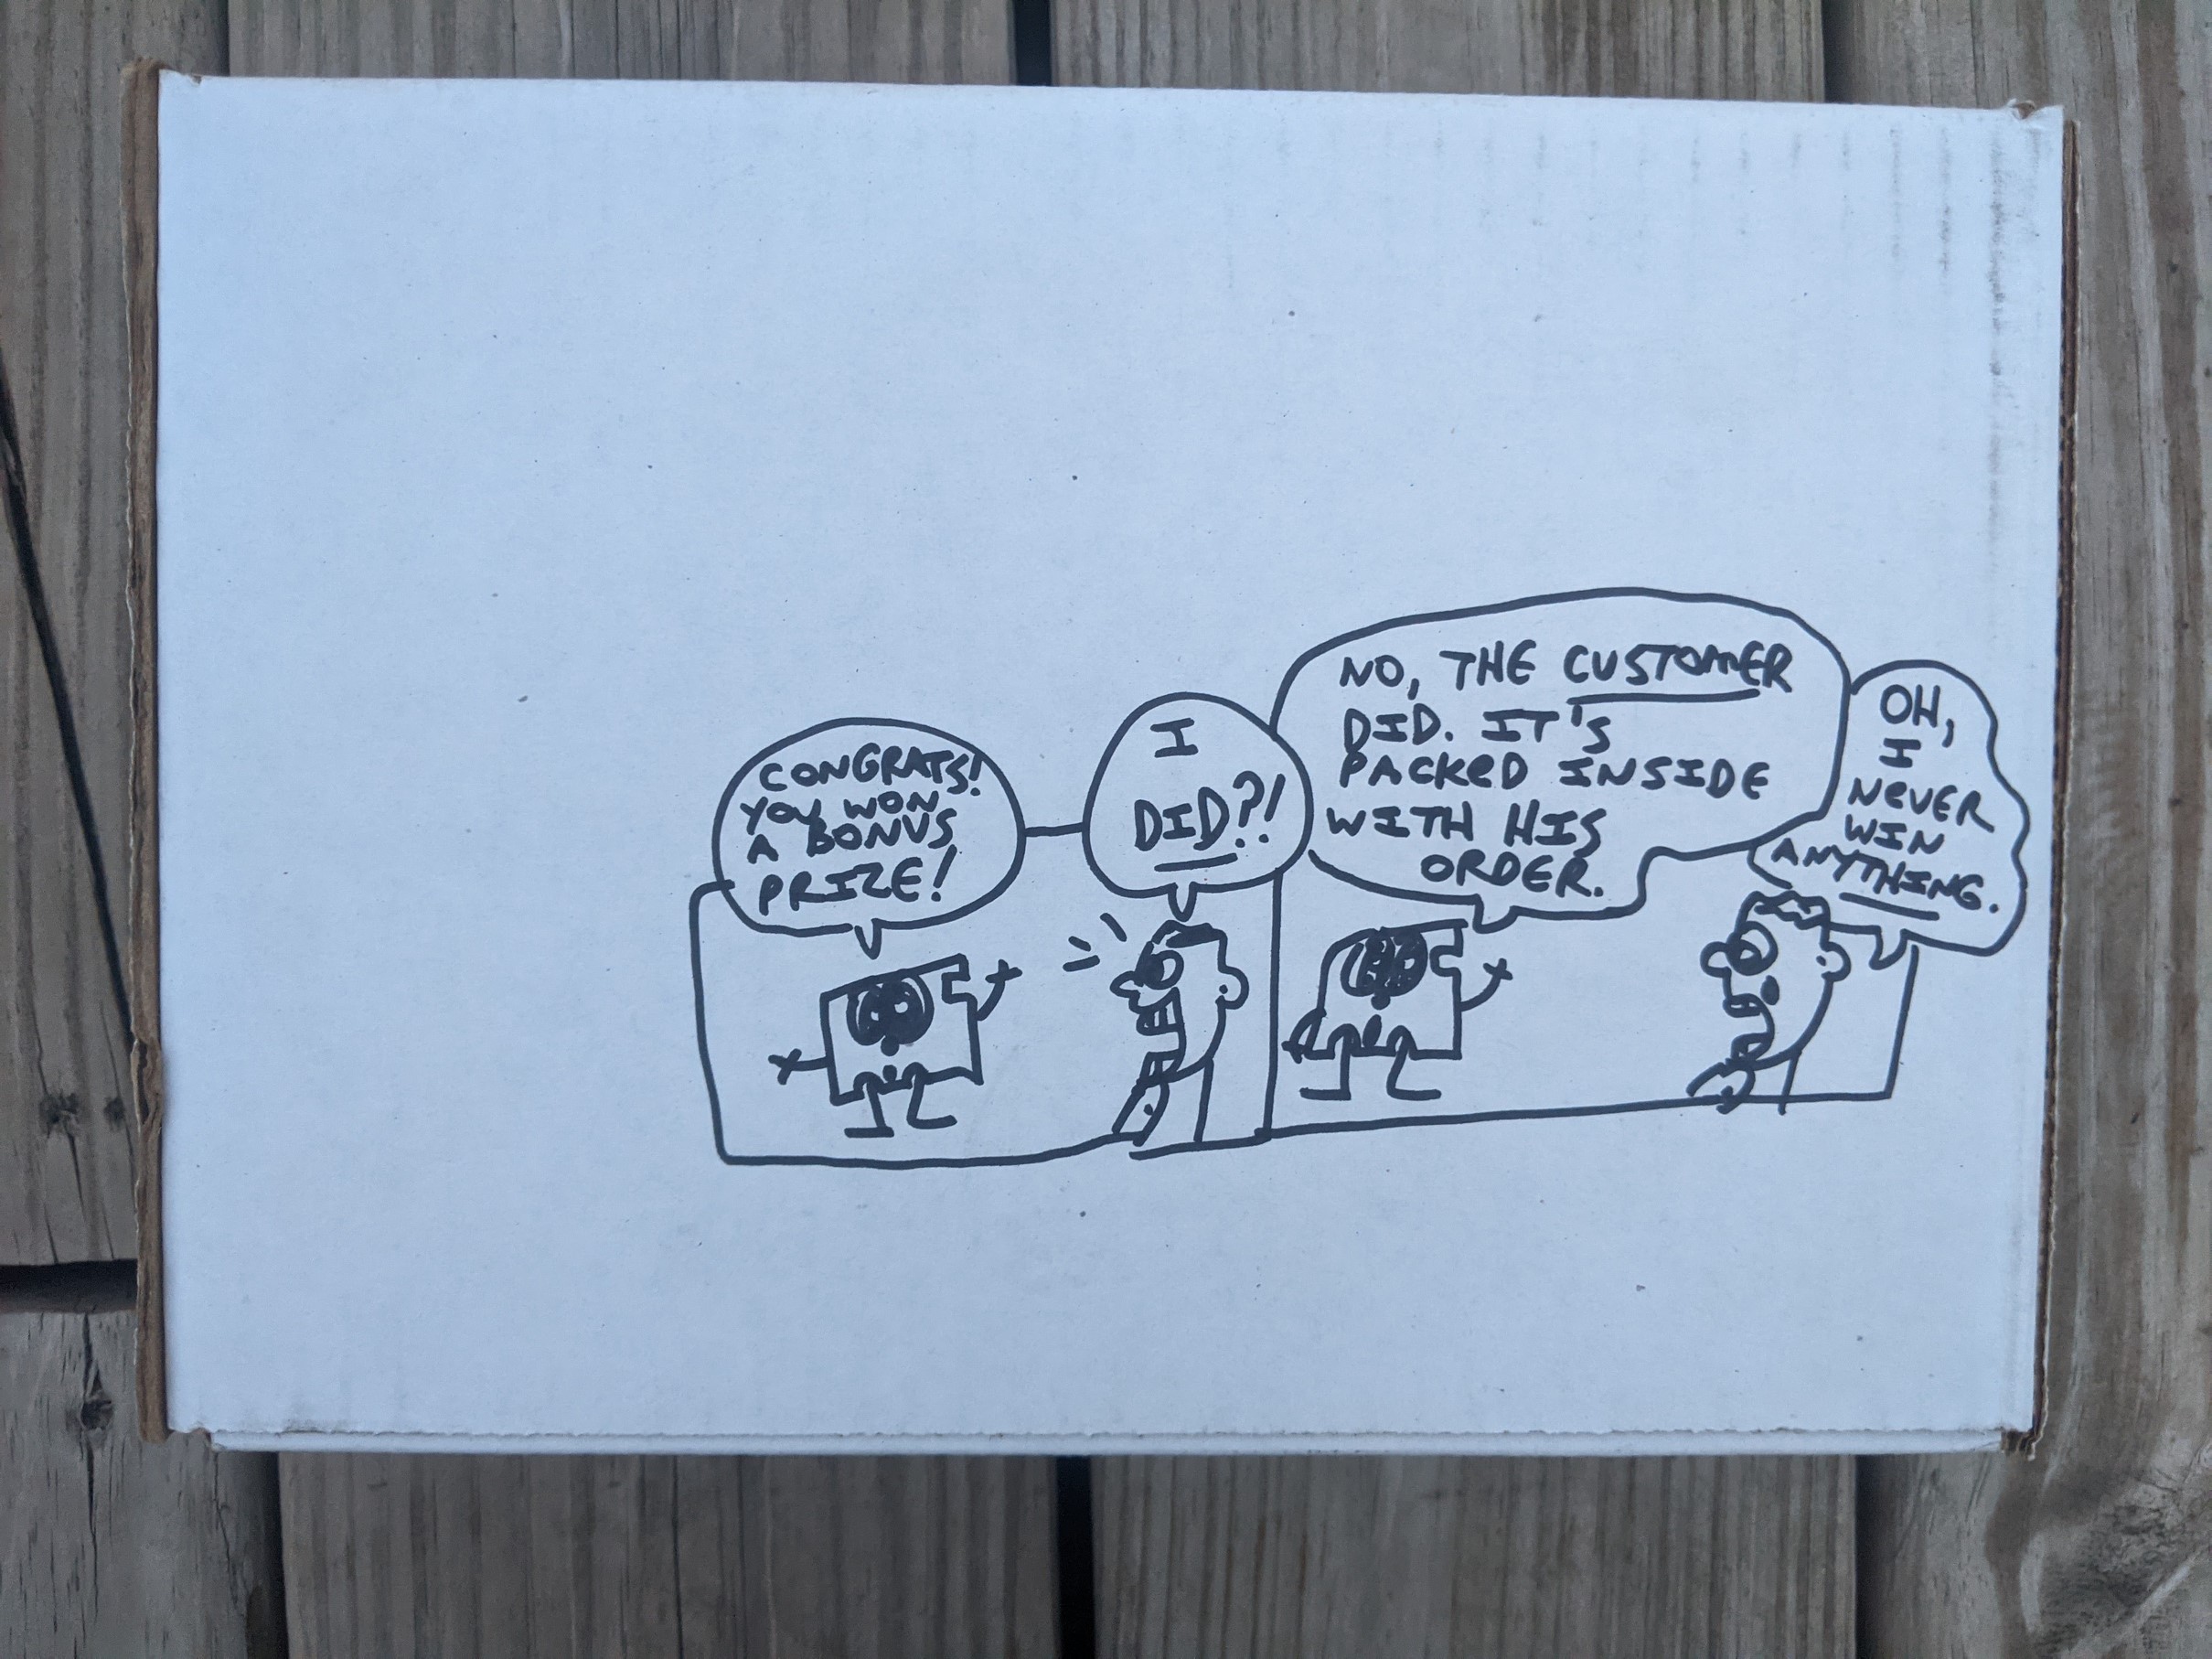 CONGRATS!
YOU WON
A BONUS
PRIZE!
I
DID?!
NO, THE CUSTOMER
DID. IT'S
PACKED INSIDE
WITH HIS
ORDER.
OH,
I
NEVER
WIN
ANYTHING.